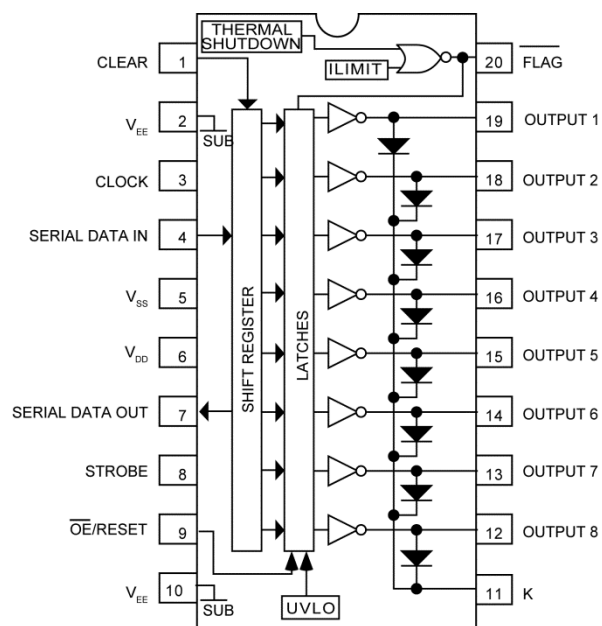 THERMAL
SHUTDOWN
CLEAR
1
20
FLAG
ILIMIT
VEE
2
SUB
19
OUTPUT 1
CLOCK
3
18
OUTPUT 2
SERIAL DATA IN
4
17
OUTPUT 3
VSS
5
16
OUTPUT 4
VDD
6
SHIFT REGISTER
LATCHES
15
OUTPUT 5
SERIAL DATA OUT
7
14
OUTPUT 6
STROBE
8
13
OUTPUT 7
OE/RESET
9
12
OUTPUT 8
VEE
10
SUB
UVLO
11
K